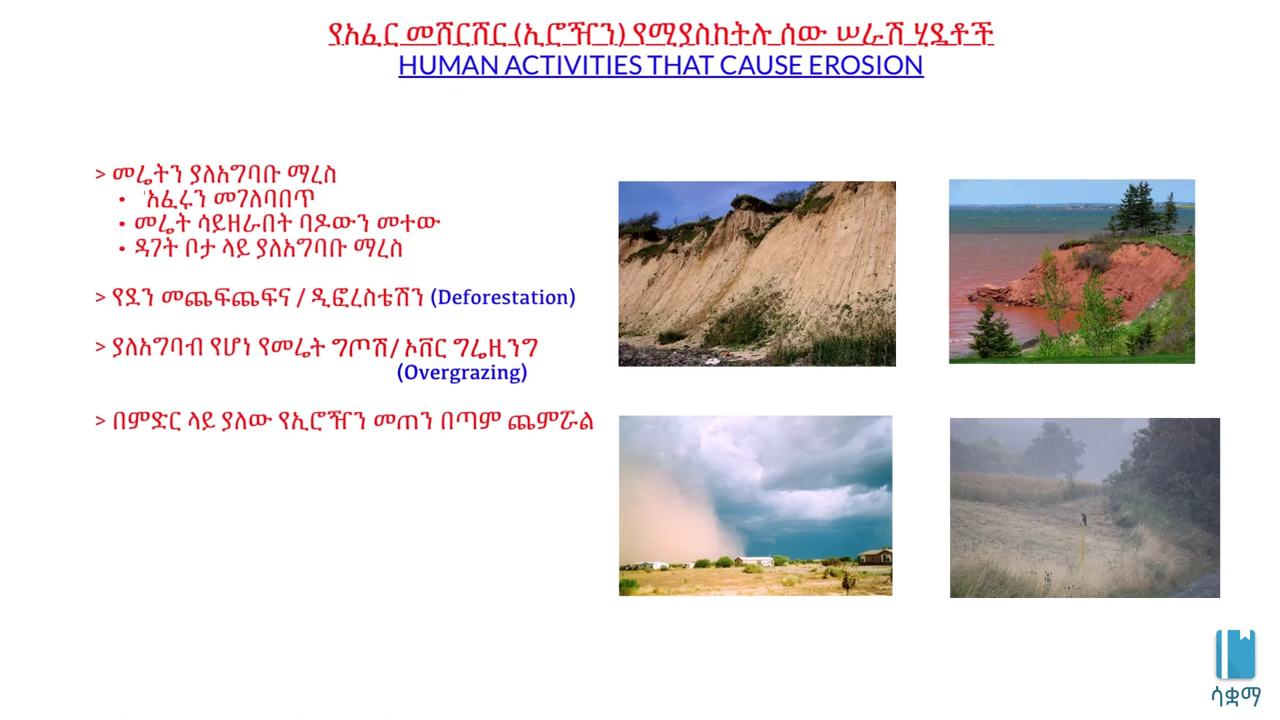 የአፈር መሸርሸር (ኢሮዥን) የሚያስከትሉ ሰው ሠራሽ ሂደቶች
HUMAN ACTIVITIES THAT CAUSE EROSION
> መሬትን ያለአግባቡ ማረስ
• 'አፈሩን መገለባበጥ
• መሬት ሳይዘራበት ባዶውን መተው
• ዳገት ቦታ ላይ ያለአግባቡ ማረስ
> የደን መጨፍጨፍና / ዲፎረስቴሽን (Deforestation)
> ያለአግባብ የሆነ የመሬት ግጦሽ/ ኦቨር ግሬዚንግ
(Overgrazing)
> በምድር ላይ ያለው የኢሮዥን መጠን በጣም ጨምሯል
ሳቋማ